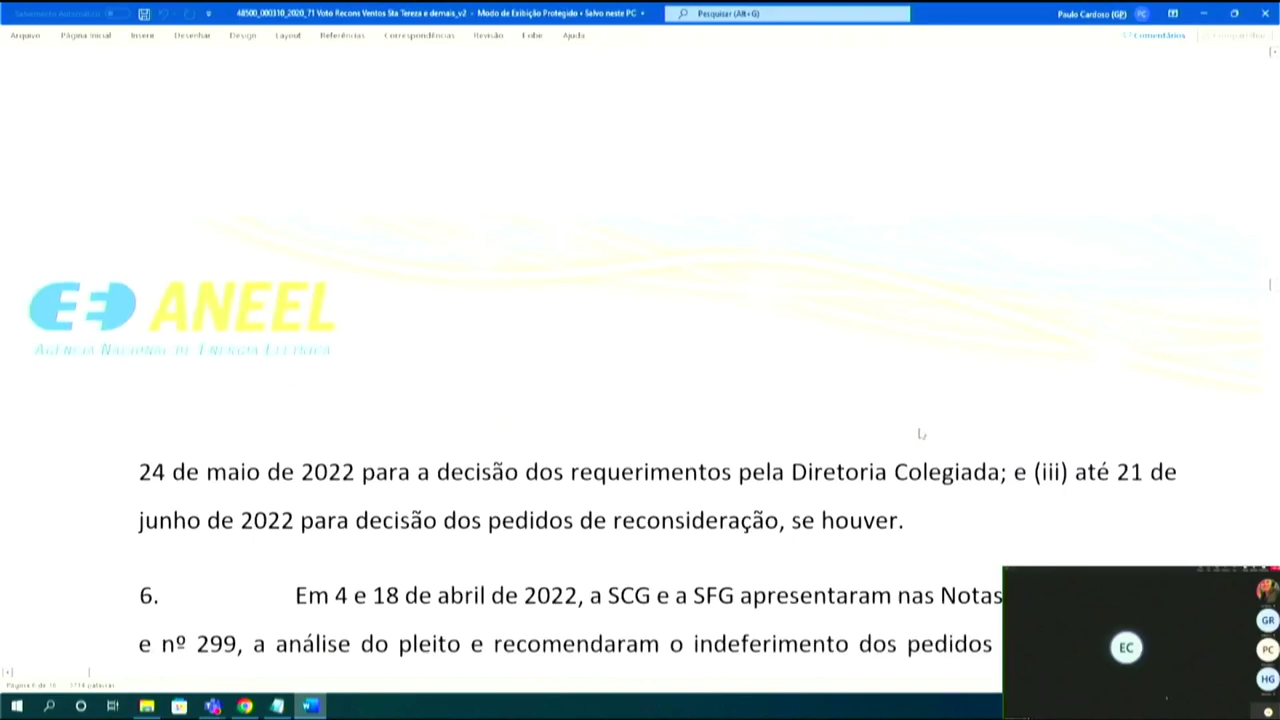 48500_000310_2020_71 Voto Recons Ventos Sta Tereza e demais_v2 - Modo de Exibição Protegido • Salvo neste PC
Pesquisar (Alt+G)
Paulo Cardoso (GP) PC
Arquivo Página Inicial Inserir Desenhar Design Layout Referências Correspondências Revisão Exibir Ajuda
Comentários
ANEEL
AGÊNCIA NACIONAL DE ENERGIA ELÉTRICA
24 de maio de 2022 para a decisão dos requerimentos pela Diretoria Colegiada; e (iii) até 21 de
junho de 2022 para decisão dos pedidos de reconsideração, se houver.
6. Em 4 e 18 de abril de 2022, a SCG e a SFG apresentaram nas Notas
e nº 299, a análise do pleito e recomendaram o indeferimento dos pedidos
EC
GR
PC
HG